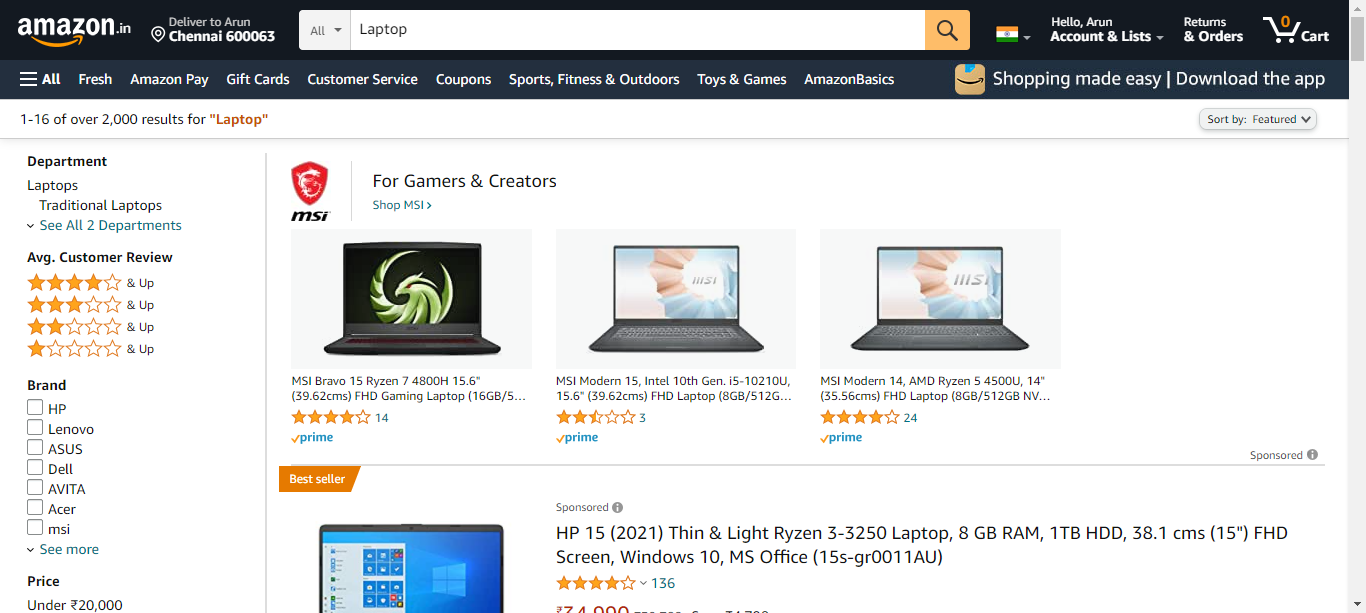 amazon.in
Deliver to Arun
Chennai 600063
All
Laptop
Hello, Arun
Account & Lists
Returns
& Orders
0
Cart
All Fresh Amazon Pay Gift Cards Customer Service Coupons Sports, Fitness & Outdoors Toys & Games AmazonBasics
Shopping made easy | Download the app
1-16 of over 2,000 results for "Laptop"
Sort by: Featured
Department
Laptops
Traditional Laptops
See All 2 Departments
Avg. Customer Review
& Up
& Up
& Up
& Up
Brand
HP
Lenovo
ASUS
Dell
AVITA
Acer
msi
See more
Price
Under ₹20,000
msi
For Gamers & Creators
Shop MSI ›
MSI Bravo 15 Ryzen 7 4800H 15.6"
(39.62cms) FHD Gaming Laptop (16GB/5...
14
prime
msi
MSI Modern 15, Intel 10th Gen. i5-10210U,
15.6" (39.62cms) FHD Laptop (8GB/512G...
3
prime
msi
MSI Modern 14, AMD Ryzen 5 4500U, 14"
(35.56cms) FHD Laptop (8GB/512GB NV...
24
prime
Sponsored
Best seller
Sponsored
HP 15 (2021) Thin & Light Ryzen 3-3250 Laptop, 8 GB RAM, 1TB HDD, 38.1 cms (15") FHD
Screen, Windows 10, MS Office (15s-gr0011AU)
136